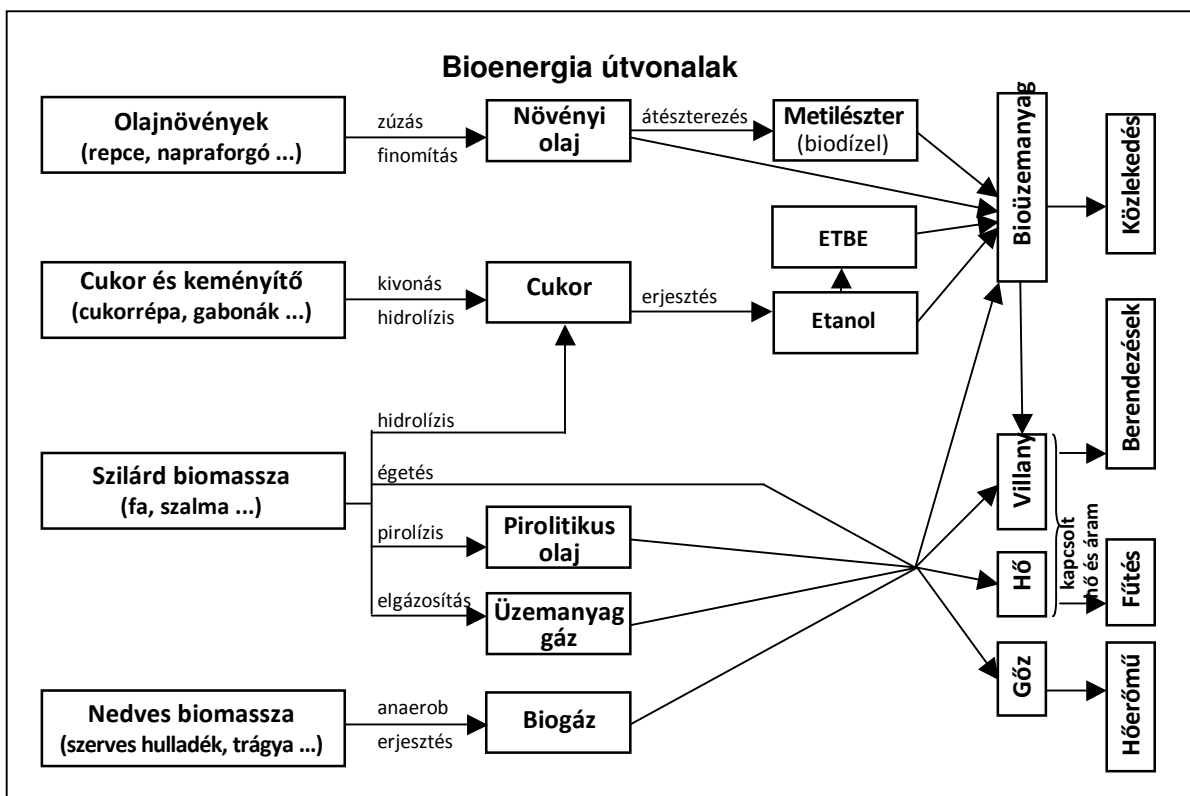 Bioenergia útvonalak
Olajnövények
(repce, napraforgó ...)
zúzás
finomítás
Növényi
olaj
átészterezés
Metilészter
(biodízel)
Bioüzemanyag
Közlekedés
ETBE
Cukor és keményítő
(cukorrépa, gabonák ...)
kivonás
hidrolízis
Cukor
erjesztés
Etanol
Berendezések
hidrolízis
Szilárd biomassza
(fa, szalma ...)
égetés
Villany
pirolízis
Pirolitikus
olaj
Hő
kapcsolt
hő és áram
Fűtés
elgázosítás
Üzemanyag
gáz
Gőz
Hőerőmű
Nedves biomassza
(szerves hulladék, trágya ...)
anaerob
erjesztés
Biogáz